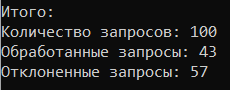 Итого:
Количество запросов: 100
Обработанные запросы: 43
Отклоненные запросы: 57